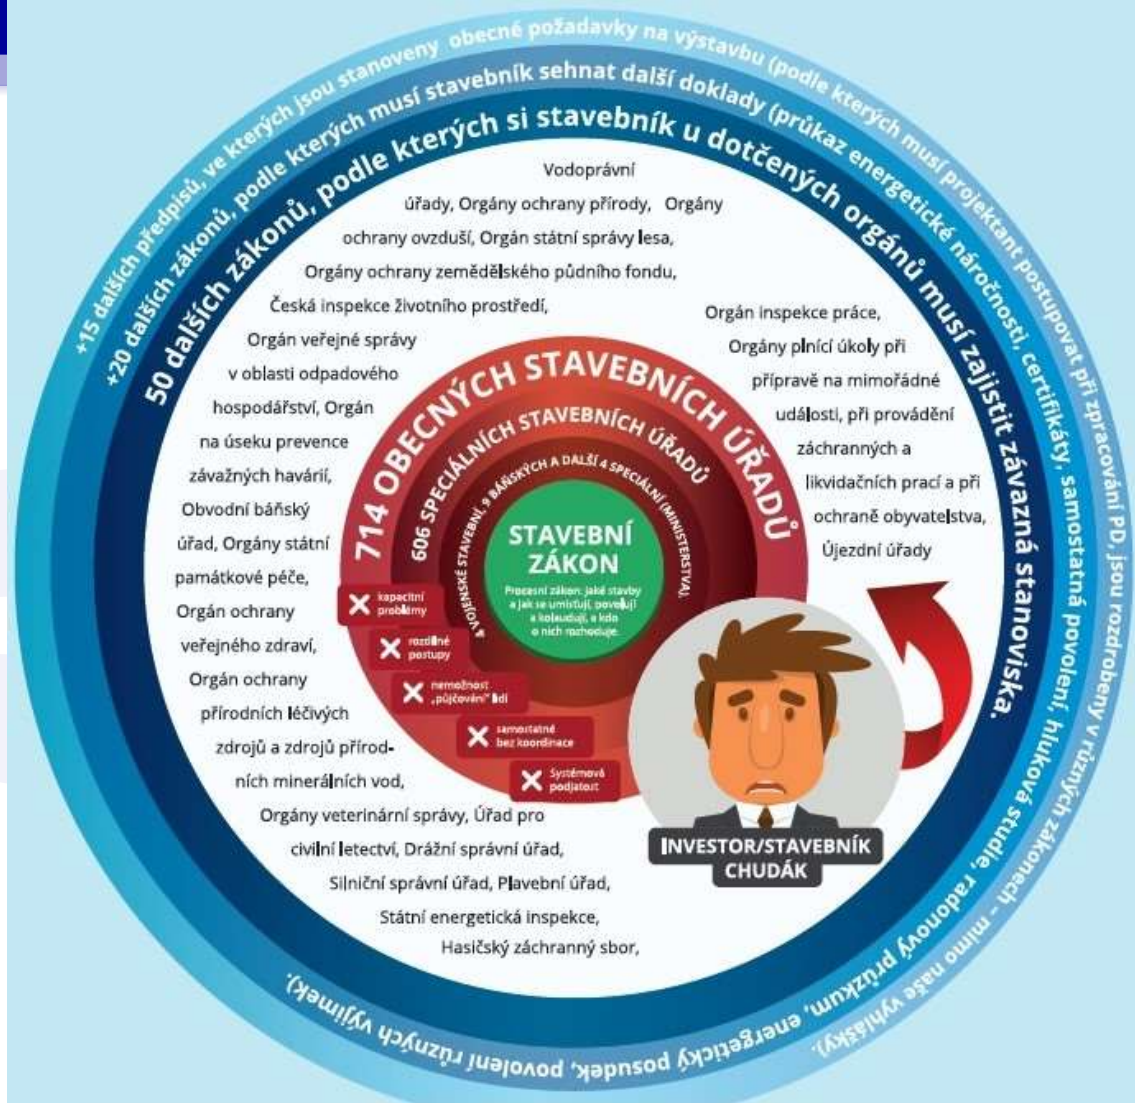 +15 dalších předpisů, ve kterých jsou stanoveny obecné požadavky na výstavbu (podle kterých musí projektant postupovat při zpracování PD, jsou rozdrobeny v různých zákonech - mimo naše vyhlášky).
+20 dalších zákonů, podle kterých musí stavebník sehnat další doklady (průkaz energetické náročnosti, certifikáty, samostatná povolení, hluková studie, radonový průzkum, energetický posudek, povolení různých výjimek).
50 dalších zákonů, podle kterých si stavebník u dotčených orgánů musí zajistit závazná stanoviska.
Vodoprávní
úřady, Orgány ochrany přírody, Orgány
ochrany ovzduší, Orgán státní správy lesa,
Orgány ochrany zemědělského půdního fondu,
Česká inspekce životního prostředí,
Orgán veřejné správy
v oblasti odpadového
hospodářství, Orgán
na úseku prevence
závažných havárií,
Obvodní báňský
úřad, Orgány státní
památkové péče,
Orgán ochrany
veřejného zdraví,
Orgán ochrany
přírodních léčivých
zdrojů a zdrojů přírod-
ních minerálních vod,
Orgány veterinární správy, Úřad pro
civilní letectví, Drážní správní úřad,
Silniční správní úřad, Plavební úřad,
Státní energetická inspekce,
Hasičský záchranný sbor,
Orgán inspekce práce,
Orgány plnící úkoly při
přípravě na mimořádné
události, při provádění
záchranných a
likvidačních prací a při
ochraně obyvatelstva,
Újezdní úřady
714 OBECNÝCH STAVEBNÍCH ÚŘADŮ
606 SPECIÁLNÍCH STAVEBNÍCH ÚŘADŮ
4 VOJENSKÉ STAVEBNÍ, 9 BÁŇSKÝCH A DALŠÍ 4 SPECIÁLNÍ (MINISTERSTVA),
STAVEBNÍ
ZÁKON
Procesní zákon: jaké stavby
a jak se umisťují, povolují
a kolaudují, a kdo
o nich rozhoduje.
kapacitní
problémy
rozdílné
postupy
nemožnost
„půjčování" lidí
samostatné
bez koordinace
Systémová
podjatost
INVESTOR/STAVEBNÍK
CHUDÁK